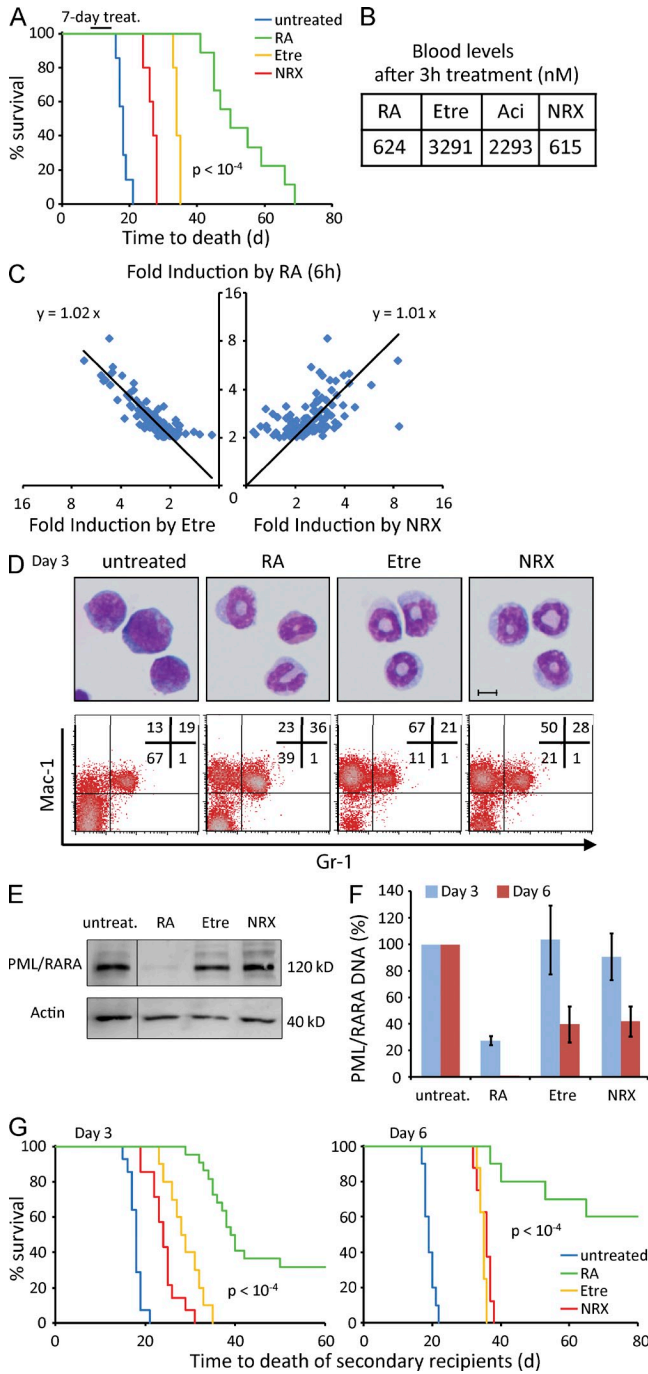 A
7-day treat.
untreated
RA
Etre
NRX
100
80
60
40
20
0
% survival
p < 10-4
0 20 40 60 80
Time to death (d)
B
Blood levels
after 3h treatment (nM)
RA Etre Aci NRX
624 3291 2293 615
C
Fold Induction by RA (6h)
y = 1.02 x
y = 1.01 x
16
8
4
2
0
16 8 4 2
0 2 4 8 16
Fold Induction by Etre
Fold Induction by NRX
D
Day 3
untreated RA Etre NRX
13 19
67 1
23 36
39 1
67 21
11 1
50 28
21 1
Mac-1
Gr-1
E
untreat. RA Etre NRX
PML/RARA
120 kD
Actin
40 kD
F
Day 3 Day 6
PML/RARA DNA (%)
140
120
100
80
60
40
20
0
untreat. RA Etre NRX
G
Day 3
100
80
60
40
20
0
% survival
p < 10-4
0 20 40 60
Day 6
100
80
60
40
20
0
p < 10-4
untreated
RA
Etre
NRX
0 20 40 60 80
Time to death of secondary recipients (d)